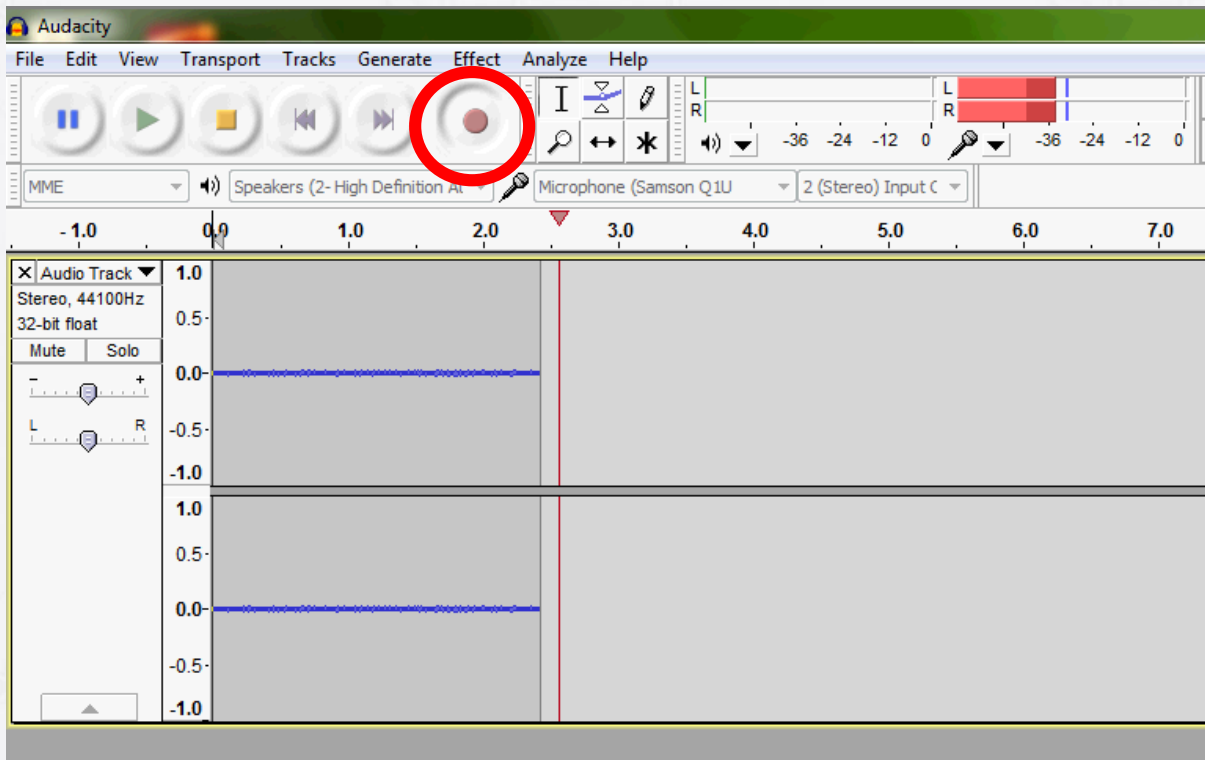 Audacity
File Edit View Transport Tracks Generate Effect Analyze Help
L L
R R
-36 -24 -12 0 -36 -24 -12 0
MME Speakers (2- High Definition Microphone (Samson Q1U 2 (Stereo) Input
- 1.0 0.0 1.0 2.0 3.0 4.0 5.0 6.0 7.0
X Audio Track 1.0
Stereo, 44100Hz
32-bit float 0.5
Mute Solo
- + 0.0
L R -0.5
-1.0
1.0
0.5
0.0
-0.5
-1.0